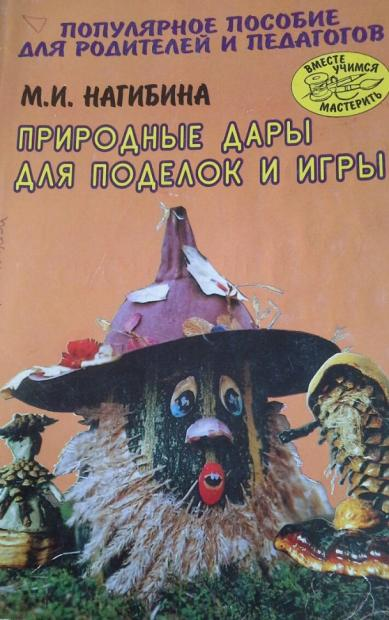 ПОПУЛЯРНОЕ ПОСОБИЕ
ДЛЯ РОДИТЕЛЕЙ И ПЕДАГОГОВ
ВМЕСТЕ УЧИМСЯ
МАСТЕРИТЬ
М.И. НАГИБИНА
ПРИРОДНЫЕ ДАРЫ
ДЛЯ ПОДЕЛОК И ИГРЫ